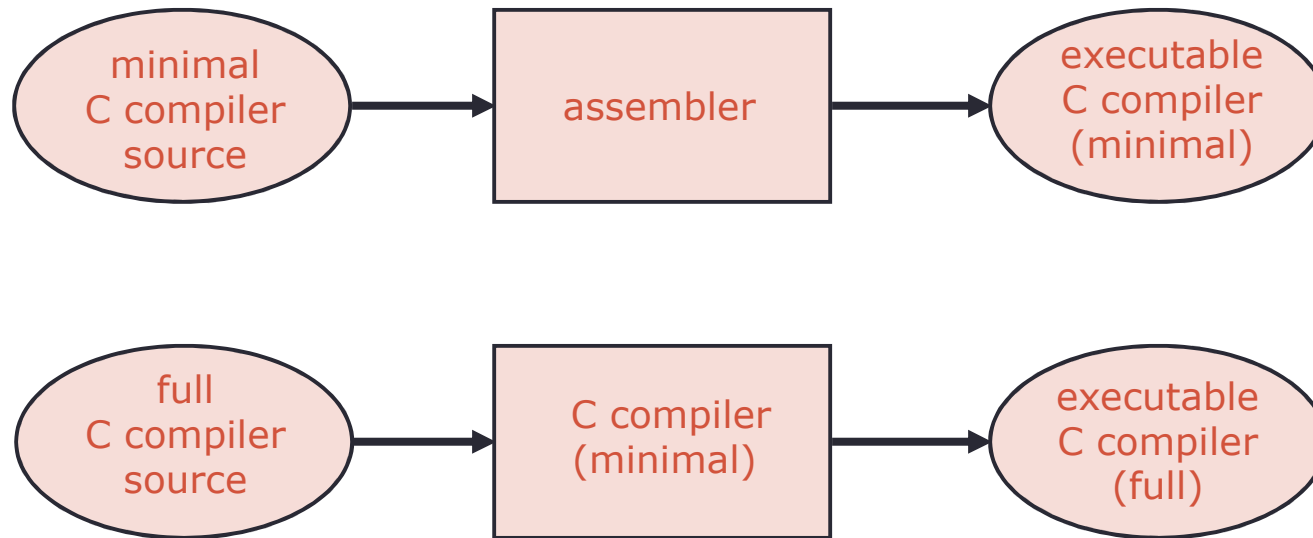 minimal
C compiler
source
assembler
executable
C compiler
(minimal)
full
C compiler
source
C compiler
(minimal)
executable
C compiler
(full)